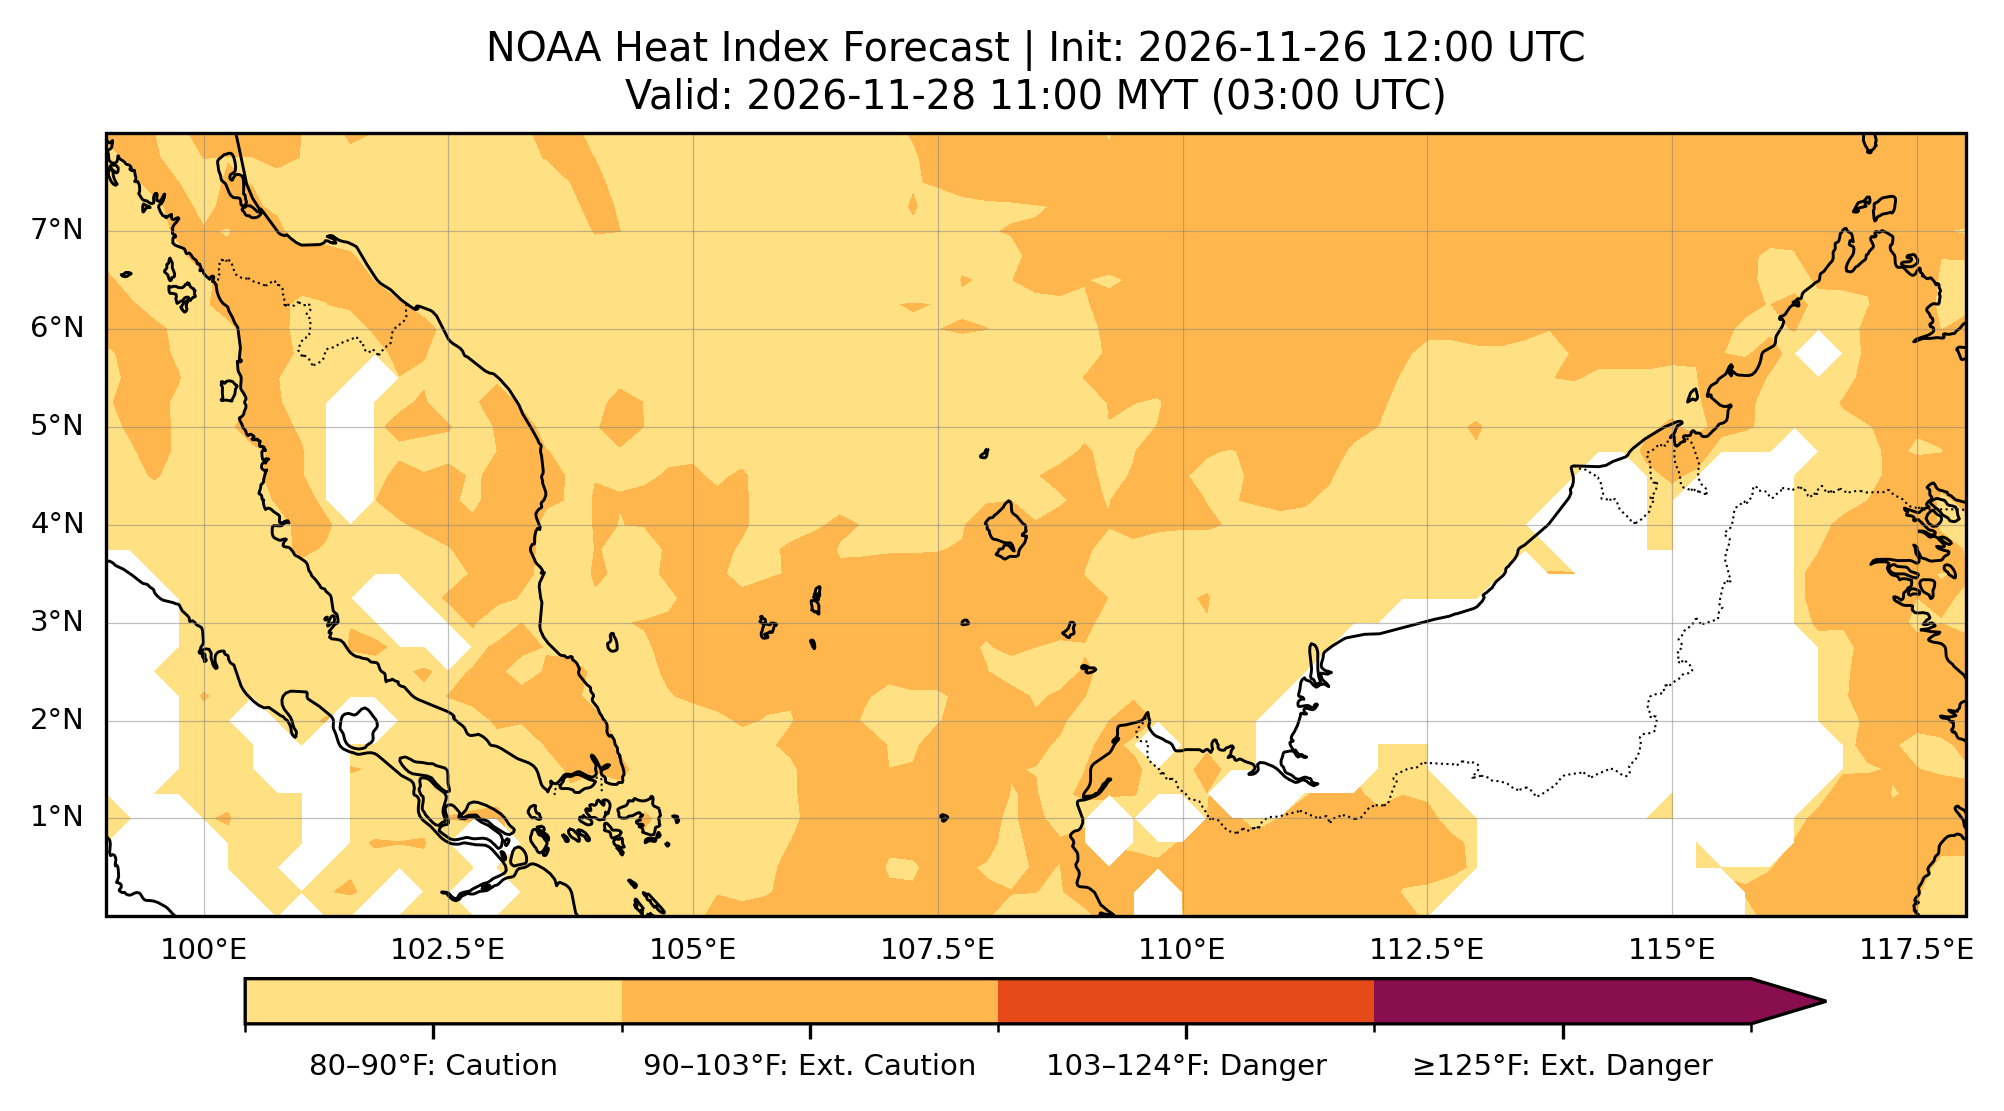 NOAA Heat Index Forecast | Init: 2026-11-26 12:00 UTC
Valid: 2026-11-28 11:00 MYT (03:00 UTC)
7°N
6°N
5°N
4°N
3°N
2°N
1°N
100°E 102.5°E 105°E 107.5°E 110°E 112.5°E 115°E 117.5°E
80–90°F: Caution 90–103°F: Ext. Caution 103–124°F: Danger ≥125°F: Ext. Danger